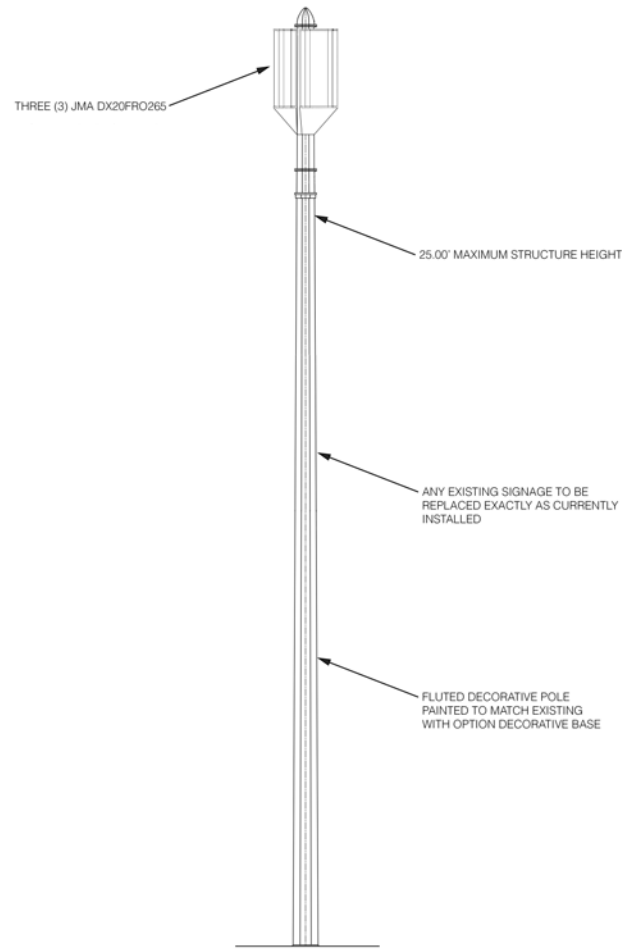 THREE (3) JMA DX20FRO265
25.00' MAXIMUM STRUCTURE HEIGHT
ANY EXISTING SIGNAGE TO BE
REPLACED EXACTLY AS CURRENTLY
INSTALLED
FLUTED DECORATIVE POLE
PAINTED TO MATCH EXISTING
WITH OPTION DECORATIVE BASE